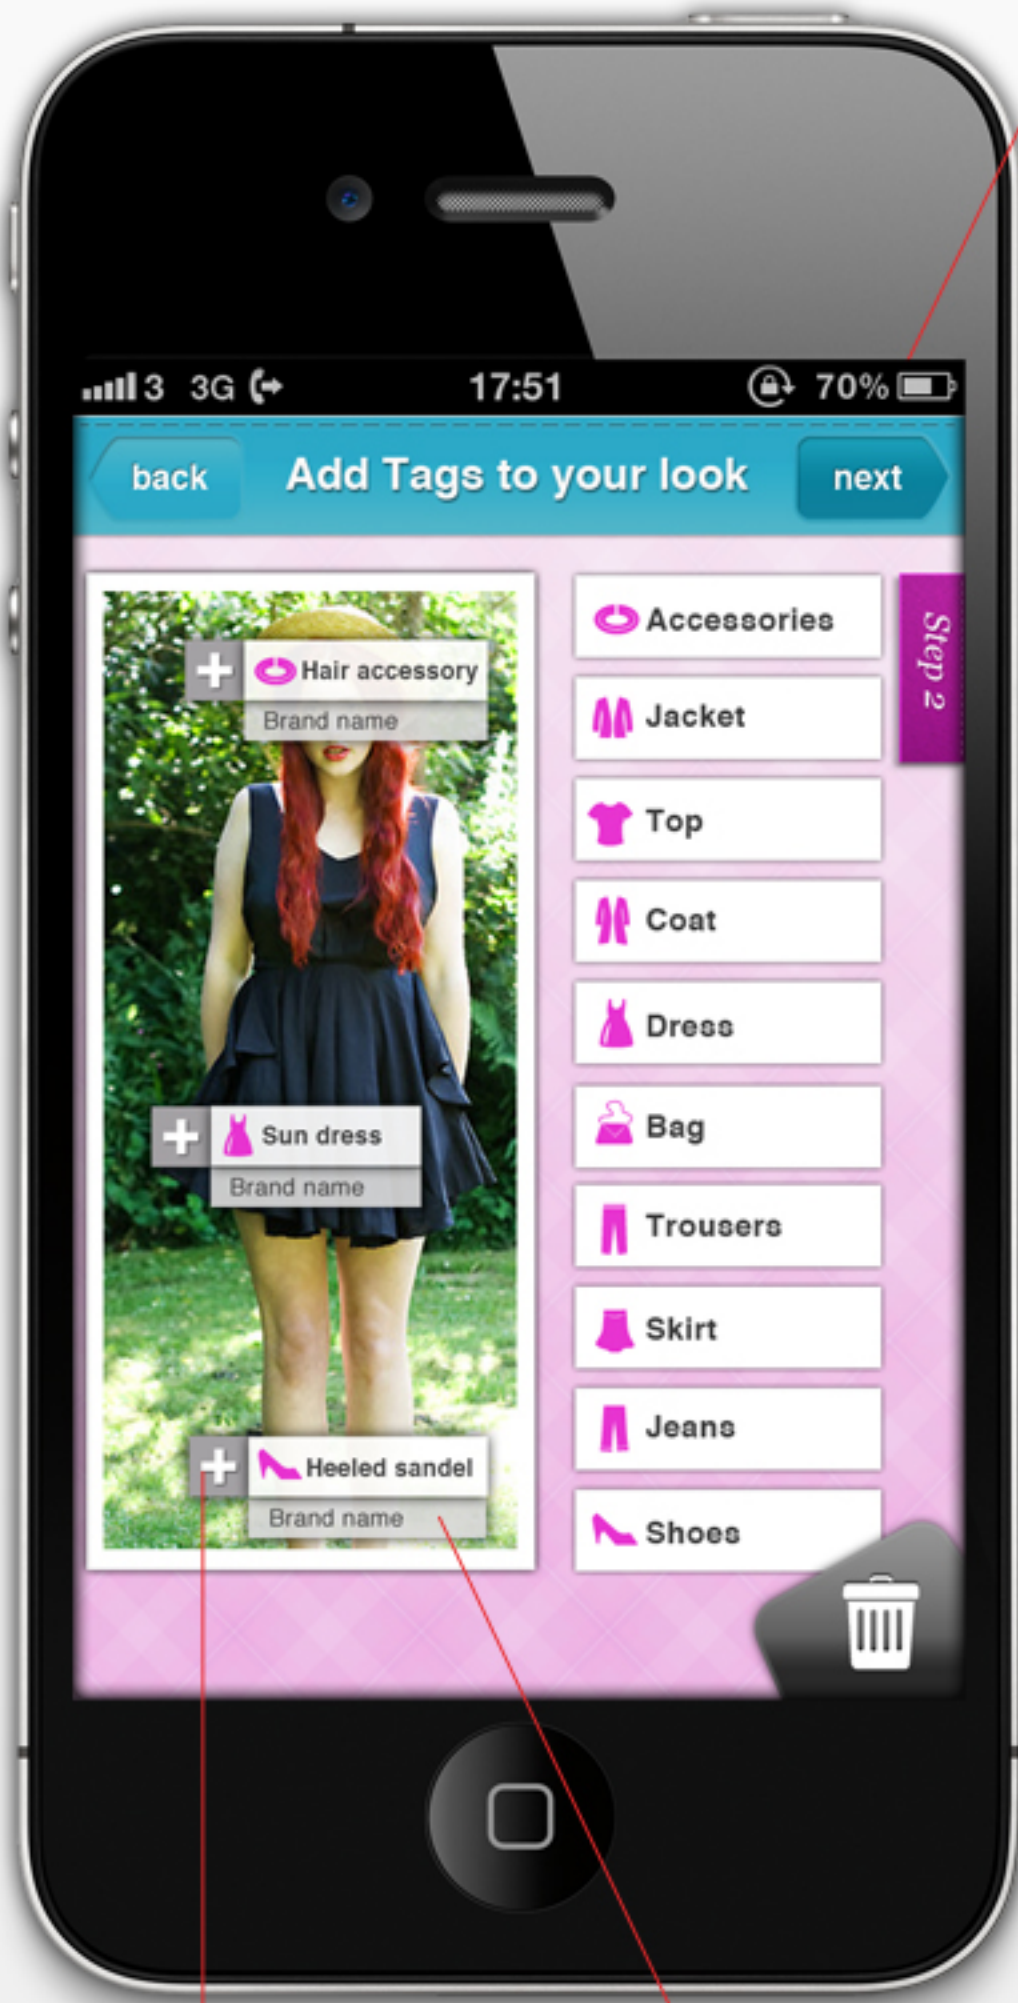 3 3G 17:51 70%
back Add Tags to your look next
Hair accessory
Brand name
Sun dress
Brand name
Heeled sandel
Brand name
Accessories
Jacket
Top
Coat
Dress
Bag
Trousers
Skirt
Jeans
Shoes
Step 2